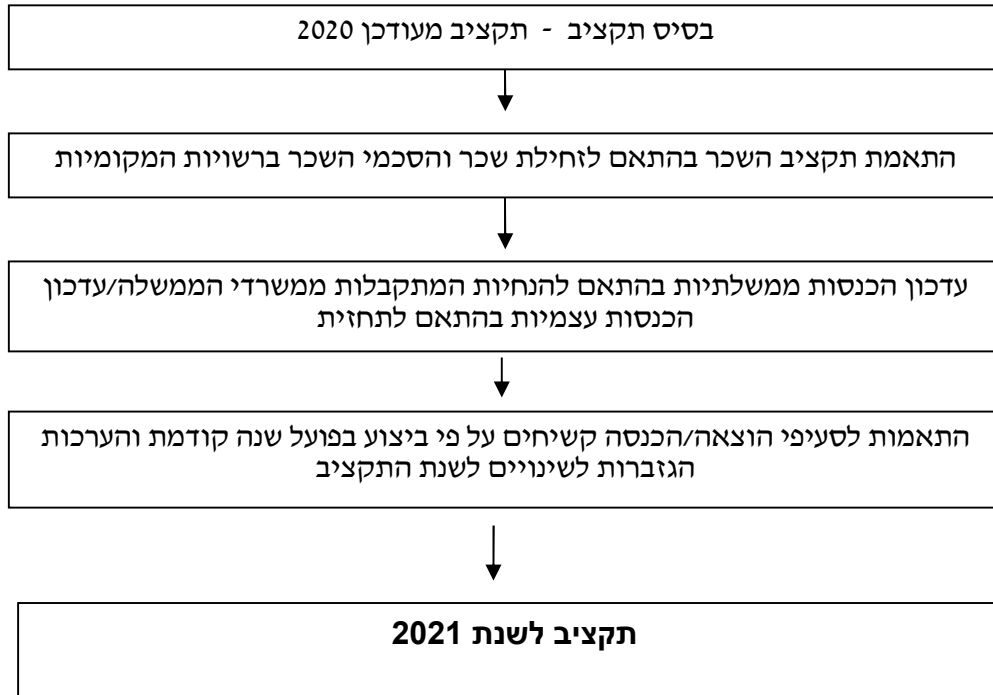 בסיס תקציב - תקציב מעודכן 2020
התאמת תקציב השכר בהתאם לזחילת שכר והסכמי השכר ברשויות המקומיות
עדכון הכנסות ממשלתיות בהתאם להנחיות המתקבלות ממשרדי הממשלה/עדכון
הכנסות עצמיות בהתאם לתחזית
התאמות לסעיפי הוצאה/הכנסה קשיחים על פי ביצוע בפועל שנה קודמת והערכות
הגזברות לשינויים לשנת התקציב
תקציב לשנת 2021